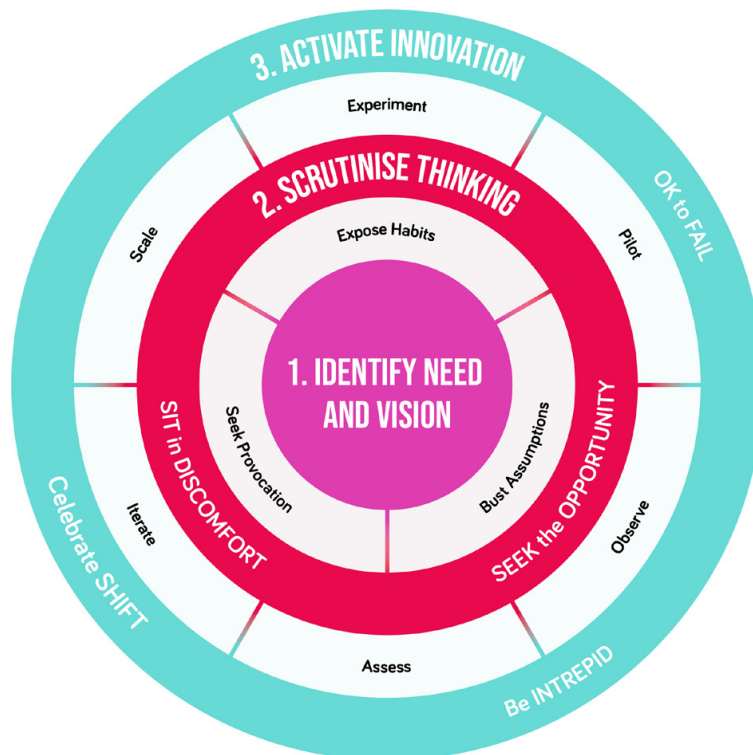 3. ACTIVATE INNOVATION
Experiment
Pilot
Observe
Assess
Iterate
Scale
OK to FAIL
Be INTREPID
Celebrate SHIFT
2. SCRUTINISE THINKING
SEEK the OPPORTUNITY
SIT in DISCOMFORT
Expose Habits
Bust Assumptions
Seek Provocation
1. IDENTIFY NEED
AND VISION